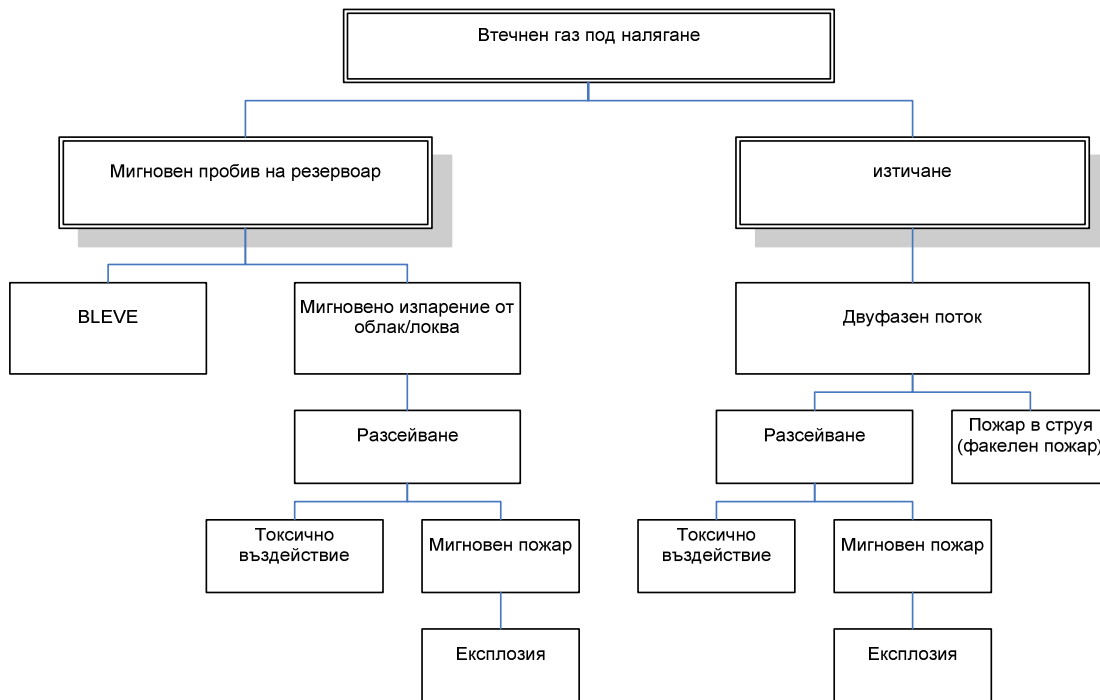 Втечнен газ под налягане
Мигновен пробив на резервоар
изтичане
BLEVE
Мигновено изпарение от
облак/локва
Двуфазен поток
Разсейване
Разсейване
Пожар в струя
(факелен пожар)
Токсично
въздействие
Мигновен пожар
Токсично
въздействие
Мигновен пожар
Експлозия
Експлозия